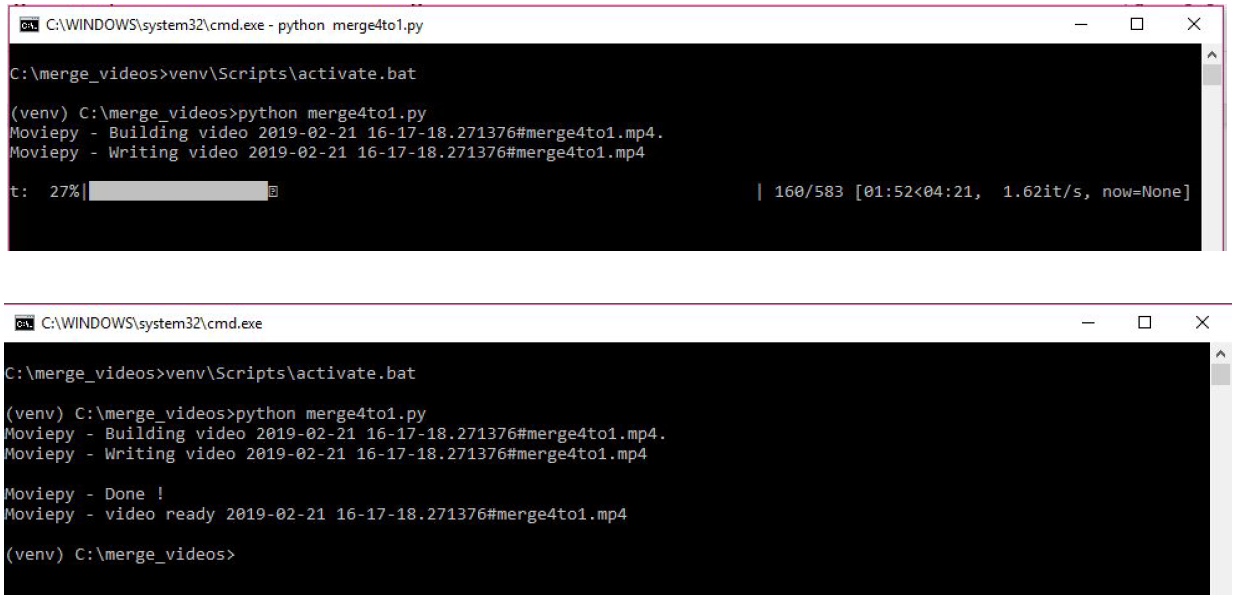 C:\WINDOWS\system32\cmd.exe - python  merge4to1.py
C:\merge_videos>venv\Scripts\activate.bat
(venv) C:\merge_videos>python merge4to1.py
Moviepy - Building video 2019-02-21 16-17-18.271376#merge4to1.mp4.
Moviepy - Writing video 2019-02-21 16-17-18.271376#merge4to1.mp4
t:  27%| | 160/583 [01:52<04:21,  1.62it/s, now=None]
C:\WINDOWS\system32\cmd.exe
C:\merge_videos>venv\Scripts\activate.bat
(venv) C:\merge_videos>python merge4to1.py
Moviepy - Building video 2019-02-21 16-17-18.271376#merge4to1.mp4.
Moviepy - Writing video 2019-02-21 16-17-18.271376#merge4to1.mp4
Moviepy - Done !
Moviepy - video ready 2019-02-21 16-17-18.271376#merge4to1.mp4
(venv) C:\merge_videos>